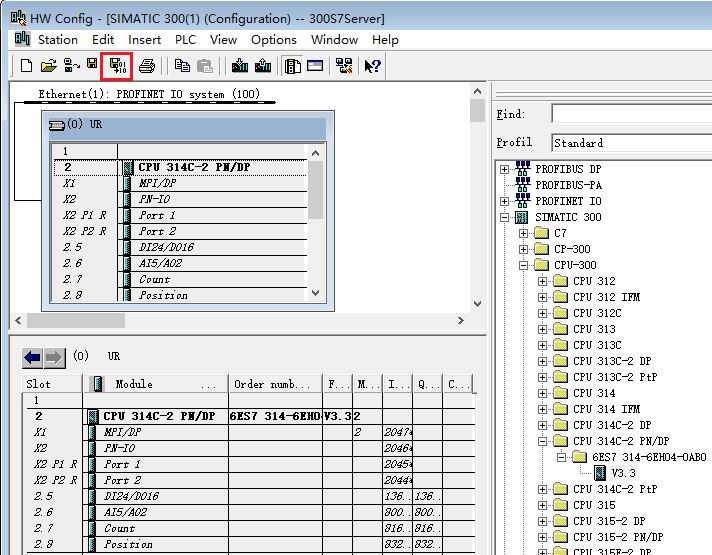 HW Config - [SIMATIC 300(1) (Configuration) -- 300S7Server]
Station Edit Insert PLC View Options Window Help
Ethernet(1): PROFINET IO system (100)
(0) UR
1
2 CPU 314C-2 PN/DP
X1 MPI/DP
X2 PN-IO
X2 P1 R Port 1
X2 P2 R Port 2
2.5 DI24/DO16
2.6 AI5/AO2
2.7 Count
2.8 Position
Find:
Profil Standard
PROFIBUS DP
PROFIBUS-PA
PROFINET IO
SIMATIC 300
C7
CP-300
CPU-300
CPU 312
CPU 312 IFM
CPU 312C
CPU 313
CPU 313C
CPU 313C-2 DP
CPU 313C-2 PtP
CPU 314
CPU 314 IFM
CPU 314C-2 DP
CPU 314C-2 PN/DP
6ES7 314-6EH04-0AB0
V3.3
CPU 314C-2 PtP
CPU 315
CPU 315-2 DP
CPU 315-2 PN/DP
CPU 315F-2 DP
(0) UR
Slot Module ... Order numb... F... M... I... Q... C...
1
2 CPU 314C-2 PN/DP 6ES7 314-6EH0 V3.3 2
X1 MPI/DP 2 2047*
X2 PN-IO 2046*
X2 P1 R Port 1 2045*
X2 P2 R Port 2 2044*
2.5 DI24/DO16 136... 136...
2.6 AI5/AO2 800... 800...
2.7 Count 816... 816...
2.8 Position 832... 832...